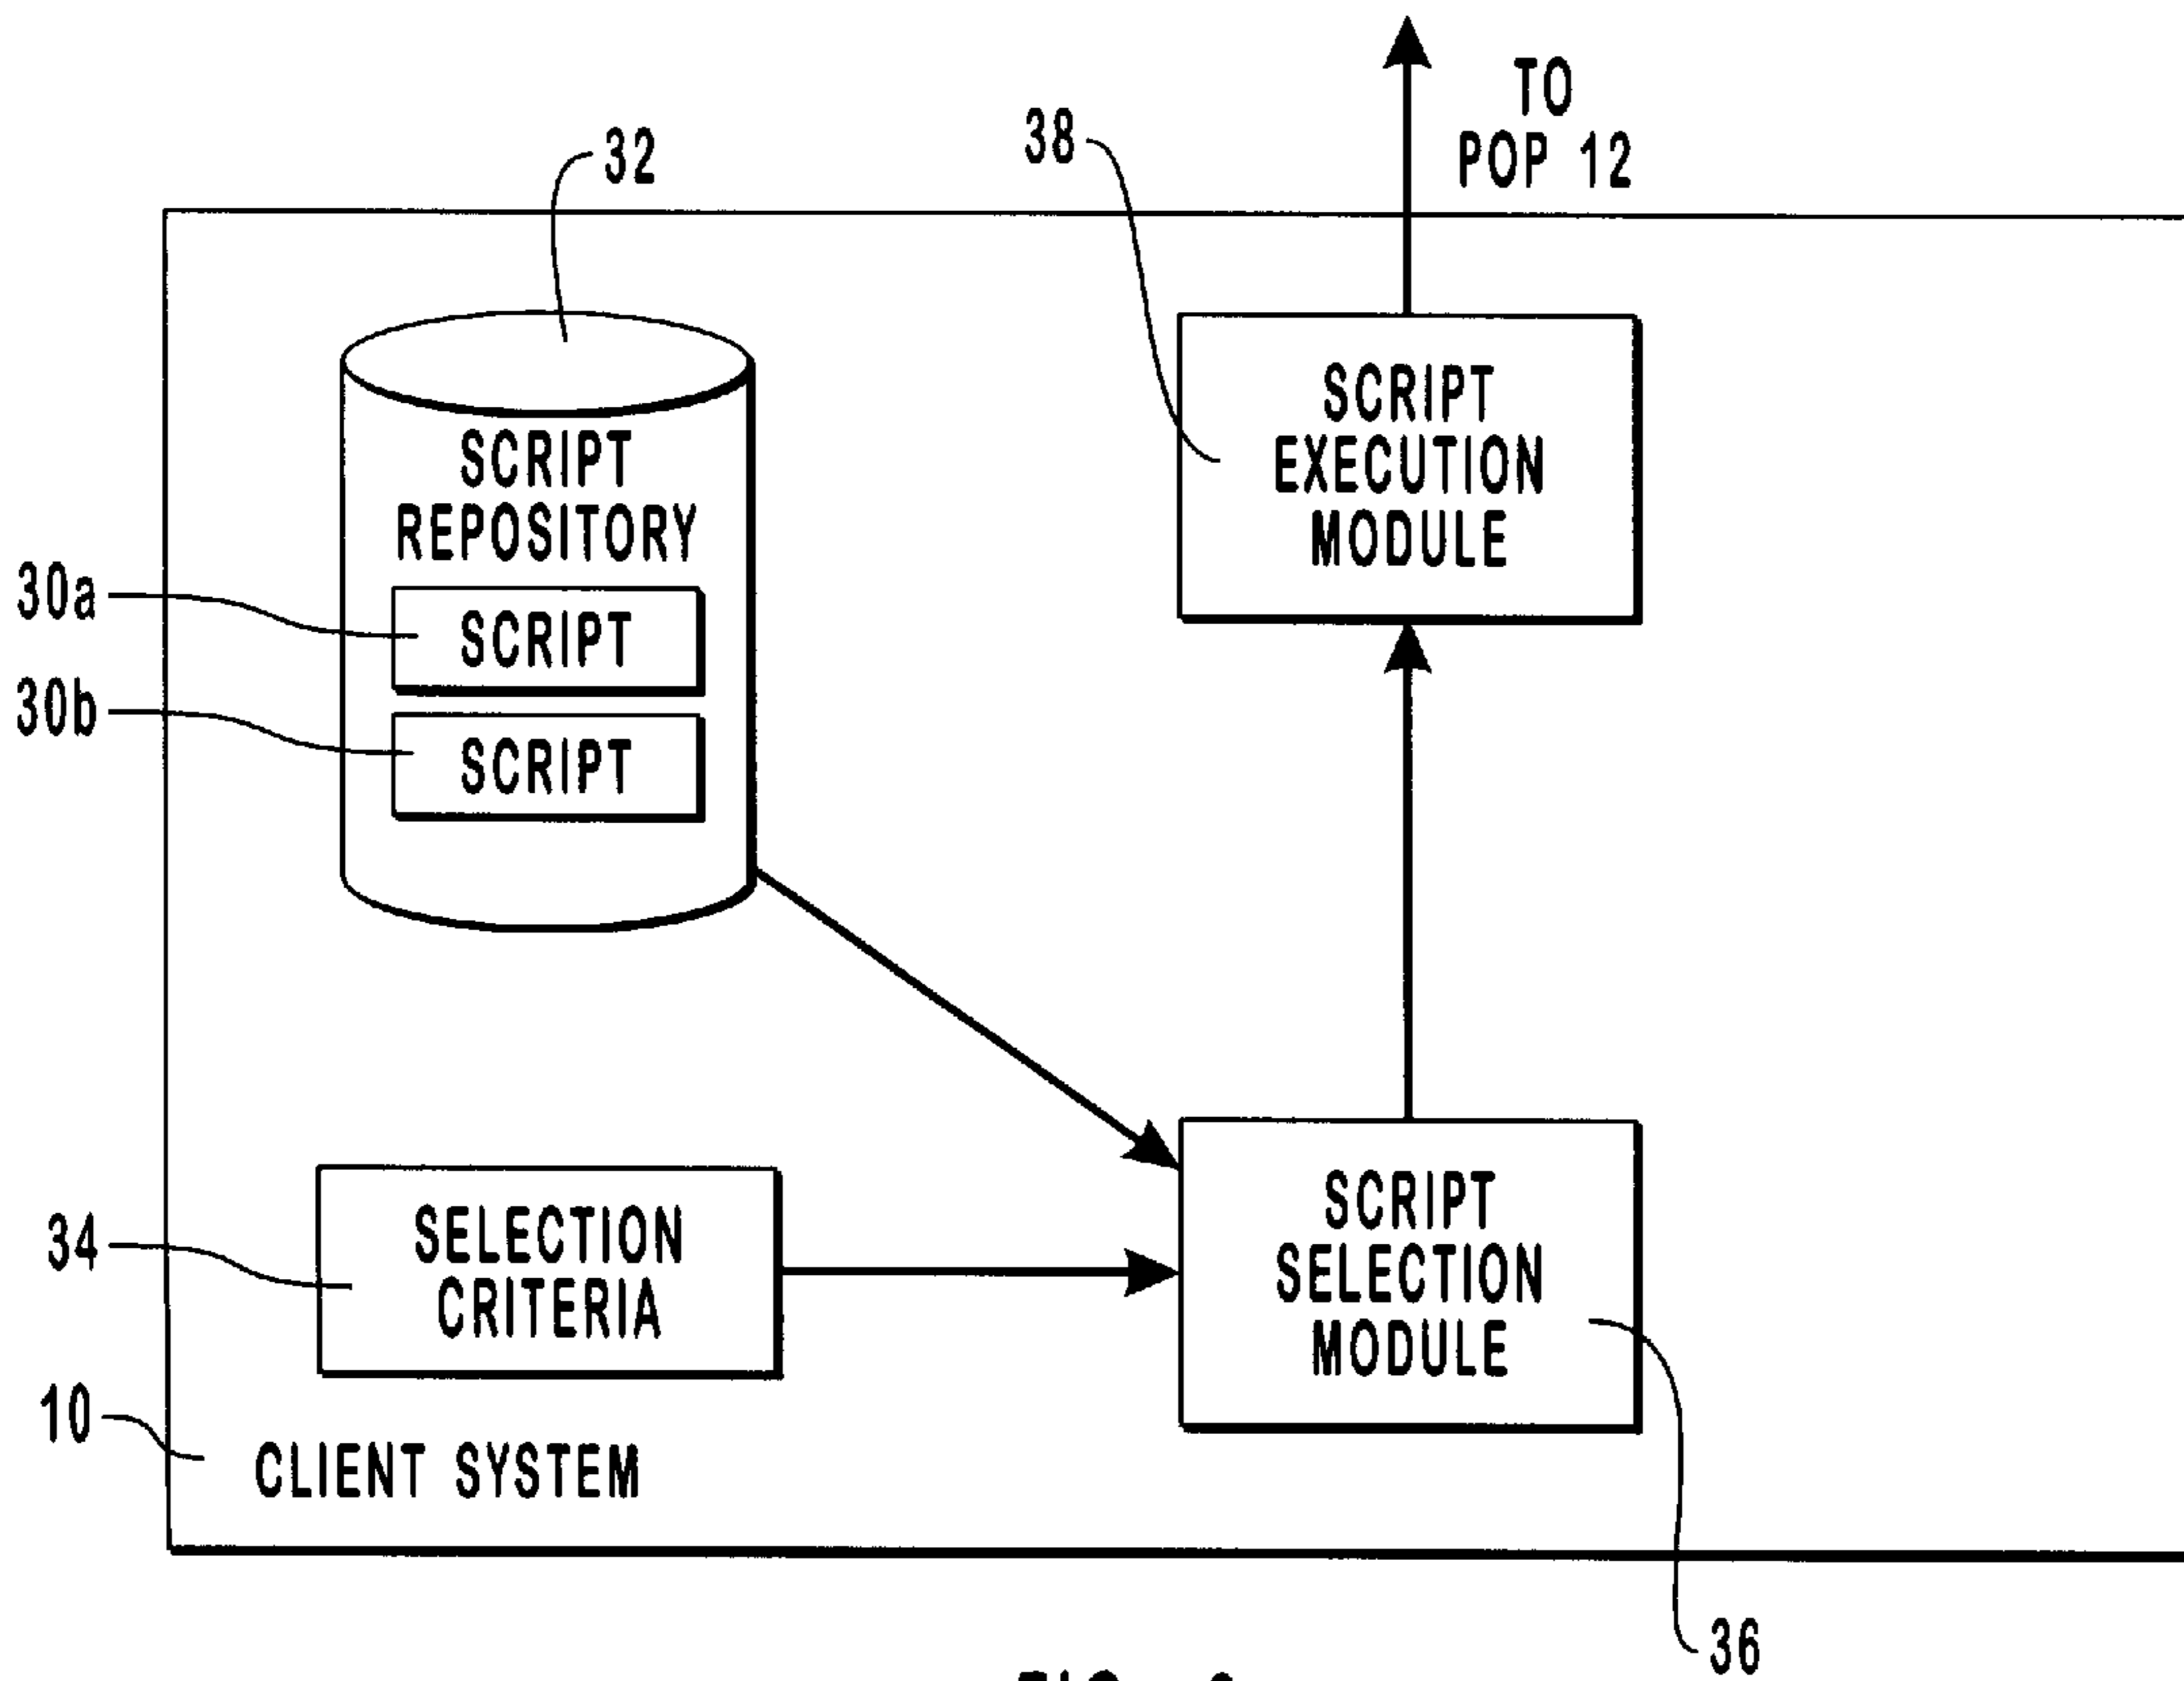 TO
POP 12
32
38
SCRIPT
REPOSITORY
30a
SCRIPT
30b
SCRIPT
SCRIPT
EXECUTION
MODULE
34
SELECTION
CRITERIA
SCRIPT
SELECTION
MODULE
10
CLIENT SYSTEM
36